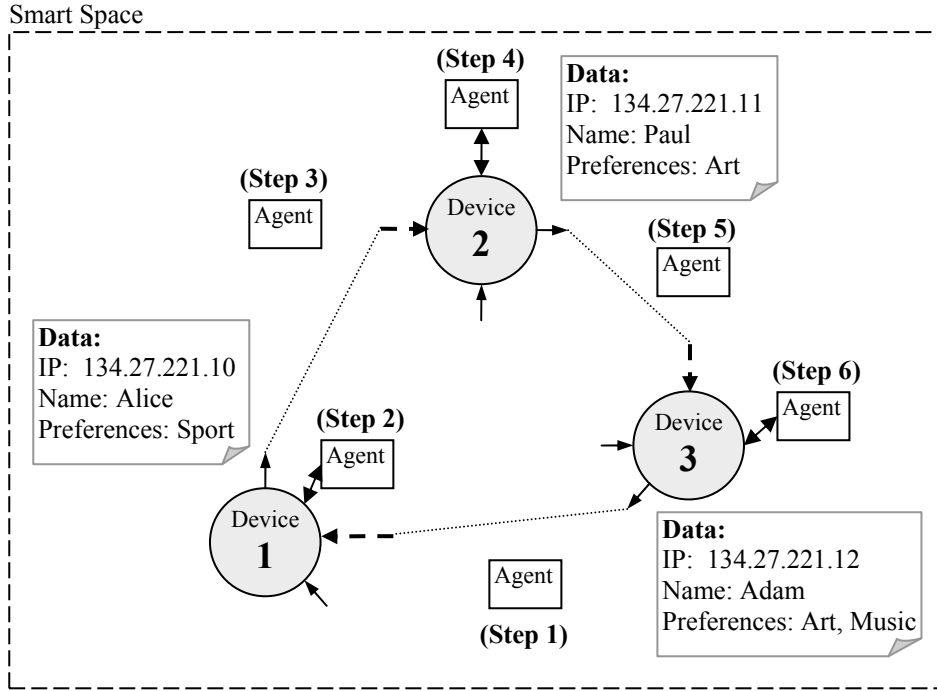 Smart Space
(Step 4)
Agent
Data:
IP:  134.27.221.11
Name: Paul
Preferences: Art
(Step 3)
Agent
Device
2
(Step 5)
Agent
Data:
IP:  134.27.221.10
Name: Alice
Preferences: Sport
(Step 6)
Agent
(Step 2)
Agent
Device
3
Device
1
Data:
IP:  134.27.221.12
Name: Adam
Preferences: Art, Music
Agent
(Step 1)